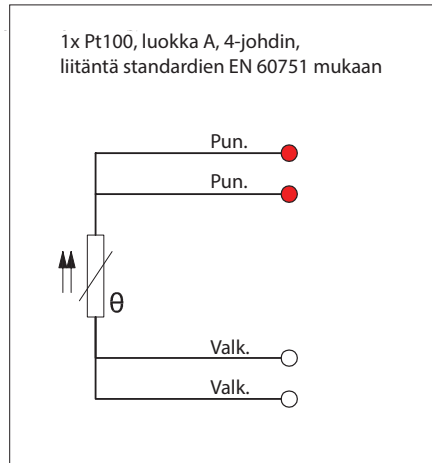 1x Pt100, luokka A, 4-johdin,
liitäntä standardien EN 60751 mukaan
Pun.
Pun.
θ
Valk.
Valk.